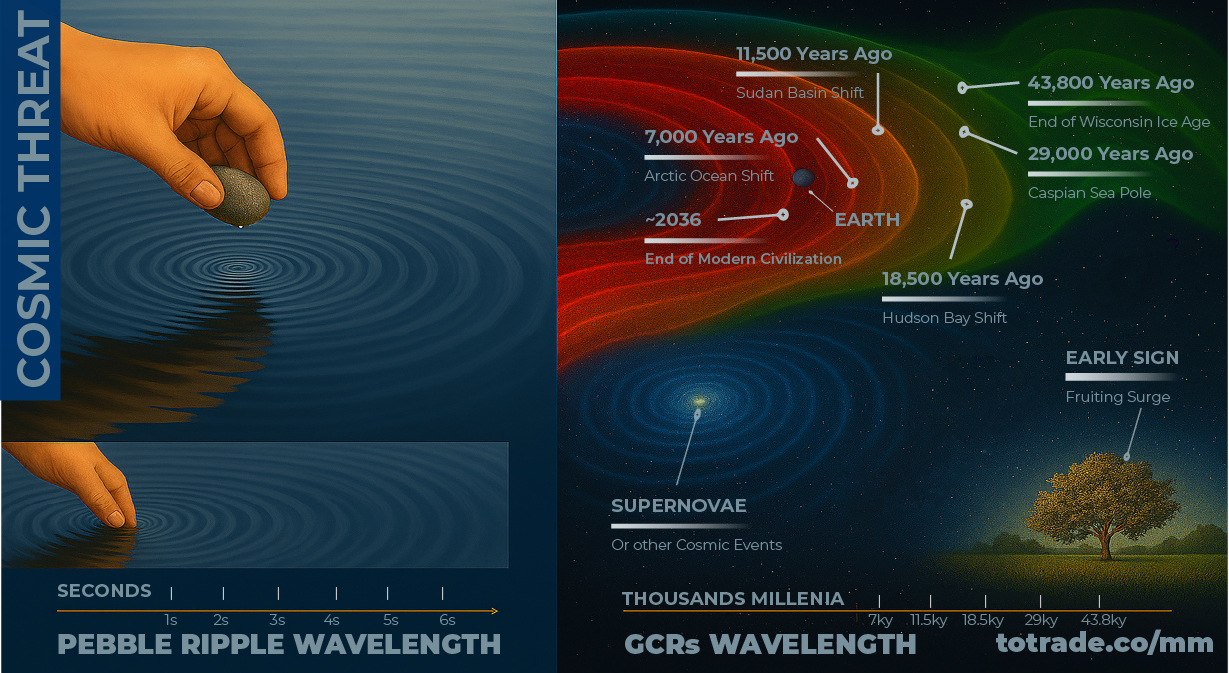 COSMIC THREAT
11,500 Years Ago
Sudan Basin Shift
43,800 Years Ago
End of Wisconsin Ice Age
7,000 Years Ago
Arctic Ocean Shift
29,000 Years Ago
Caspian Sea Pole
~2036
End of Modern Civilization
EARTH
18,500 Years Ago
Hudson Bay Shift
EARLY SIGN
Fruiting Surge
SUPERNOVAE
Or other Cosmic Events
SECONDS
1s 2s 3s 4s 5s 6s
PEBBLE RIPPLE WAVELENGTH
THOUSANDS MILLENIA
7ky 11.5ky 18.5ky 29ky 43.8ky
GCRs WAVELENGTH
totrade.co/mm